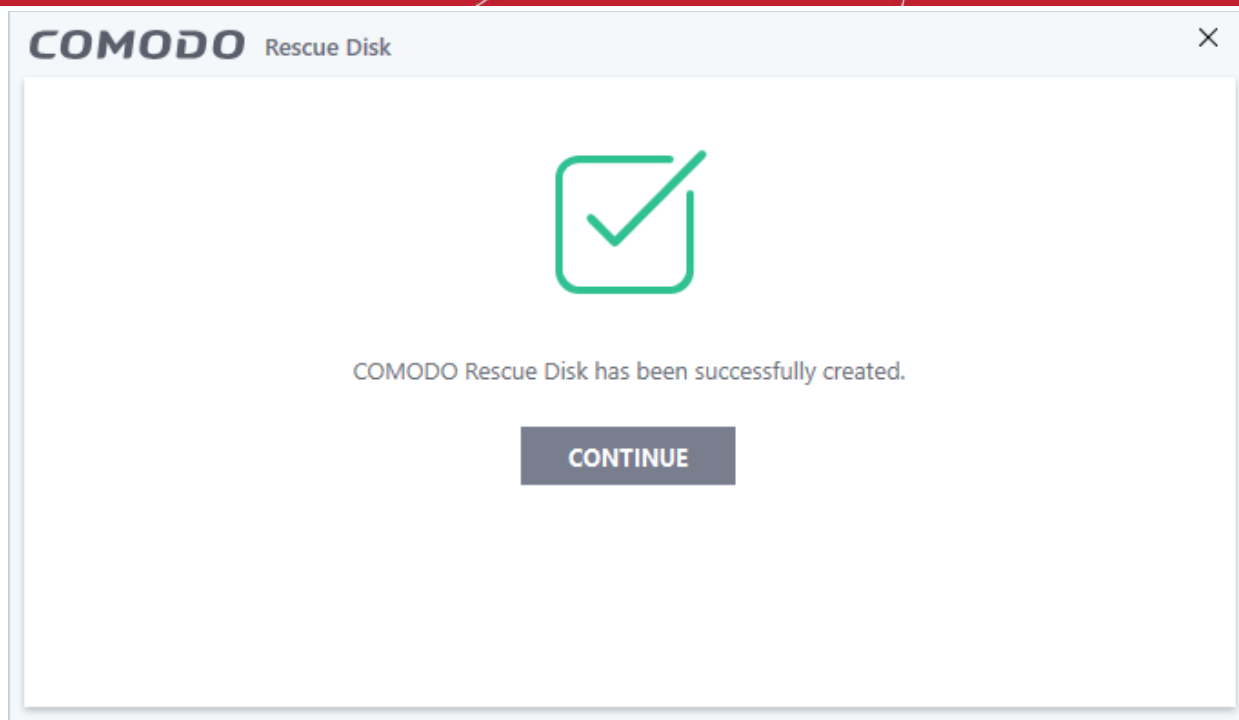 COMODO Rescue Disk
COMODO Rescue Disk has been successfully created.
CONTINUE